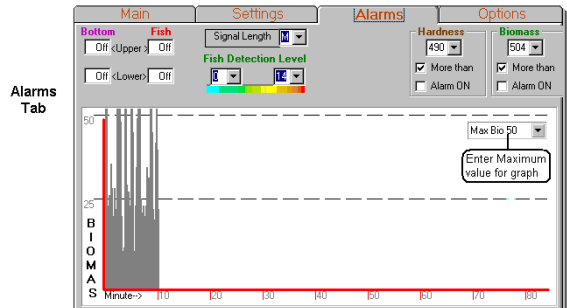 Main Settings Alarms Options
Bottom Fish
Off <Upper > Off
Off <Lower> Off
Signal Length M
Fish Detection Level
0 14
Hardness
490
More than
Alarm ON
Biomass
504
More than
Alarm ON
Alarms
Tab
50
25
Max Bio 50
Enter Maximum
value for graph
B
I
O
M
A
S
Minute--> 10 20 30 40 50 60 70 80